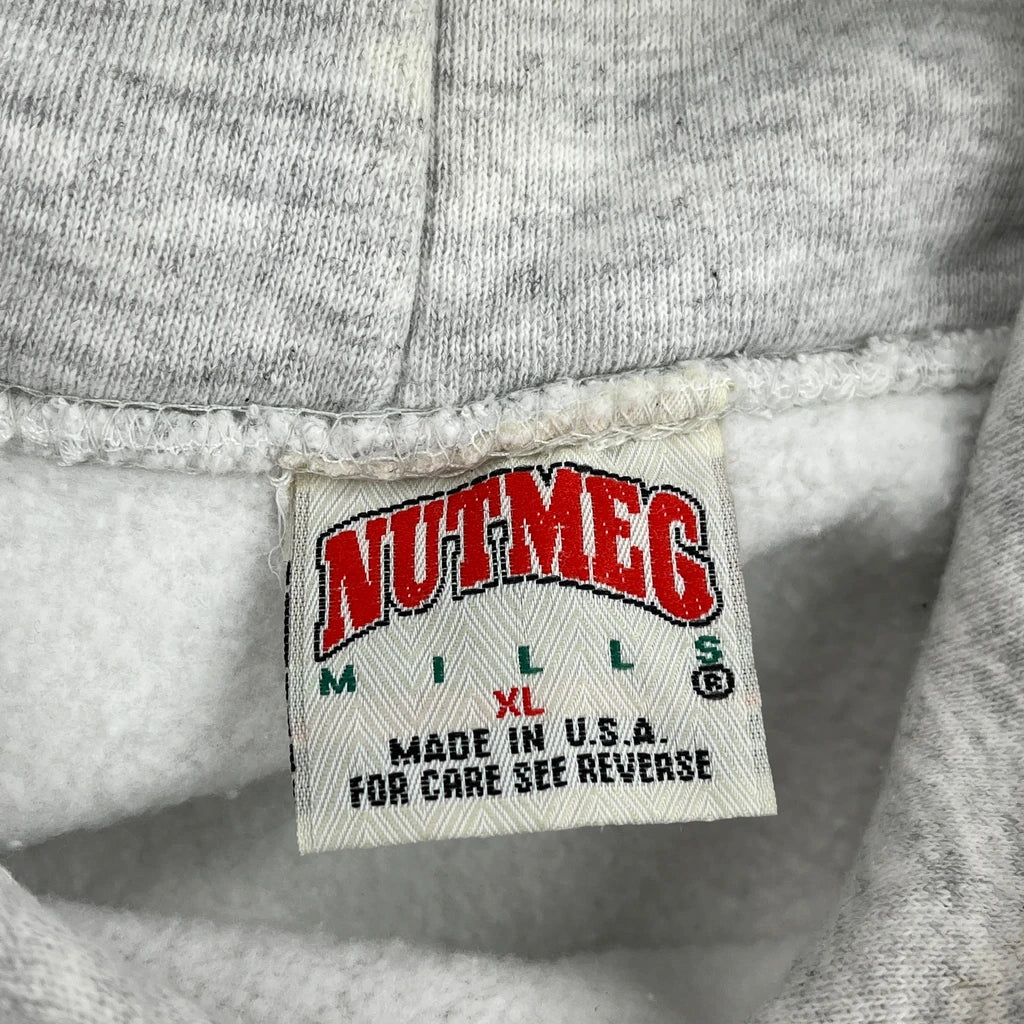 NUTMEG
MILLS®
XL
MADE IN U.S.A.
FOR CARE SEE REVERSE